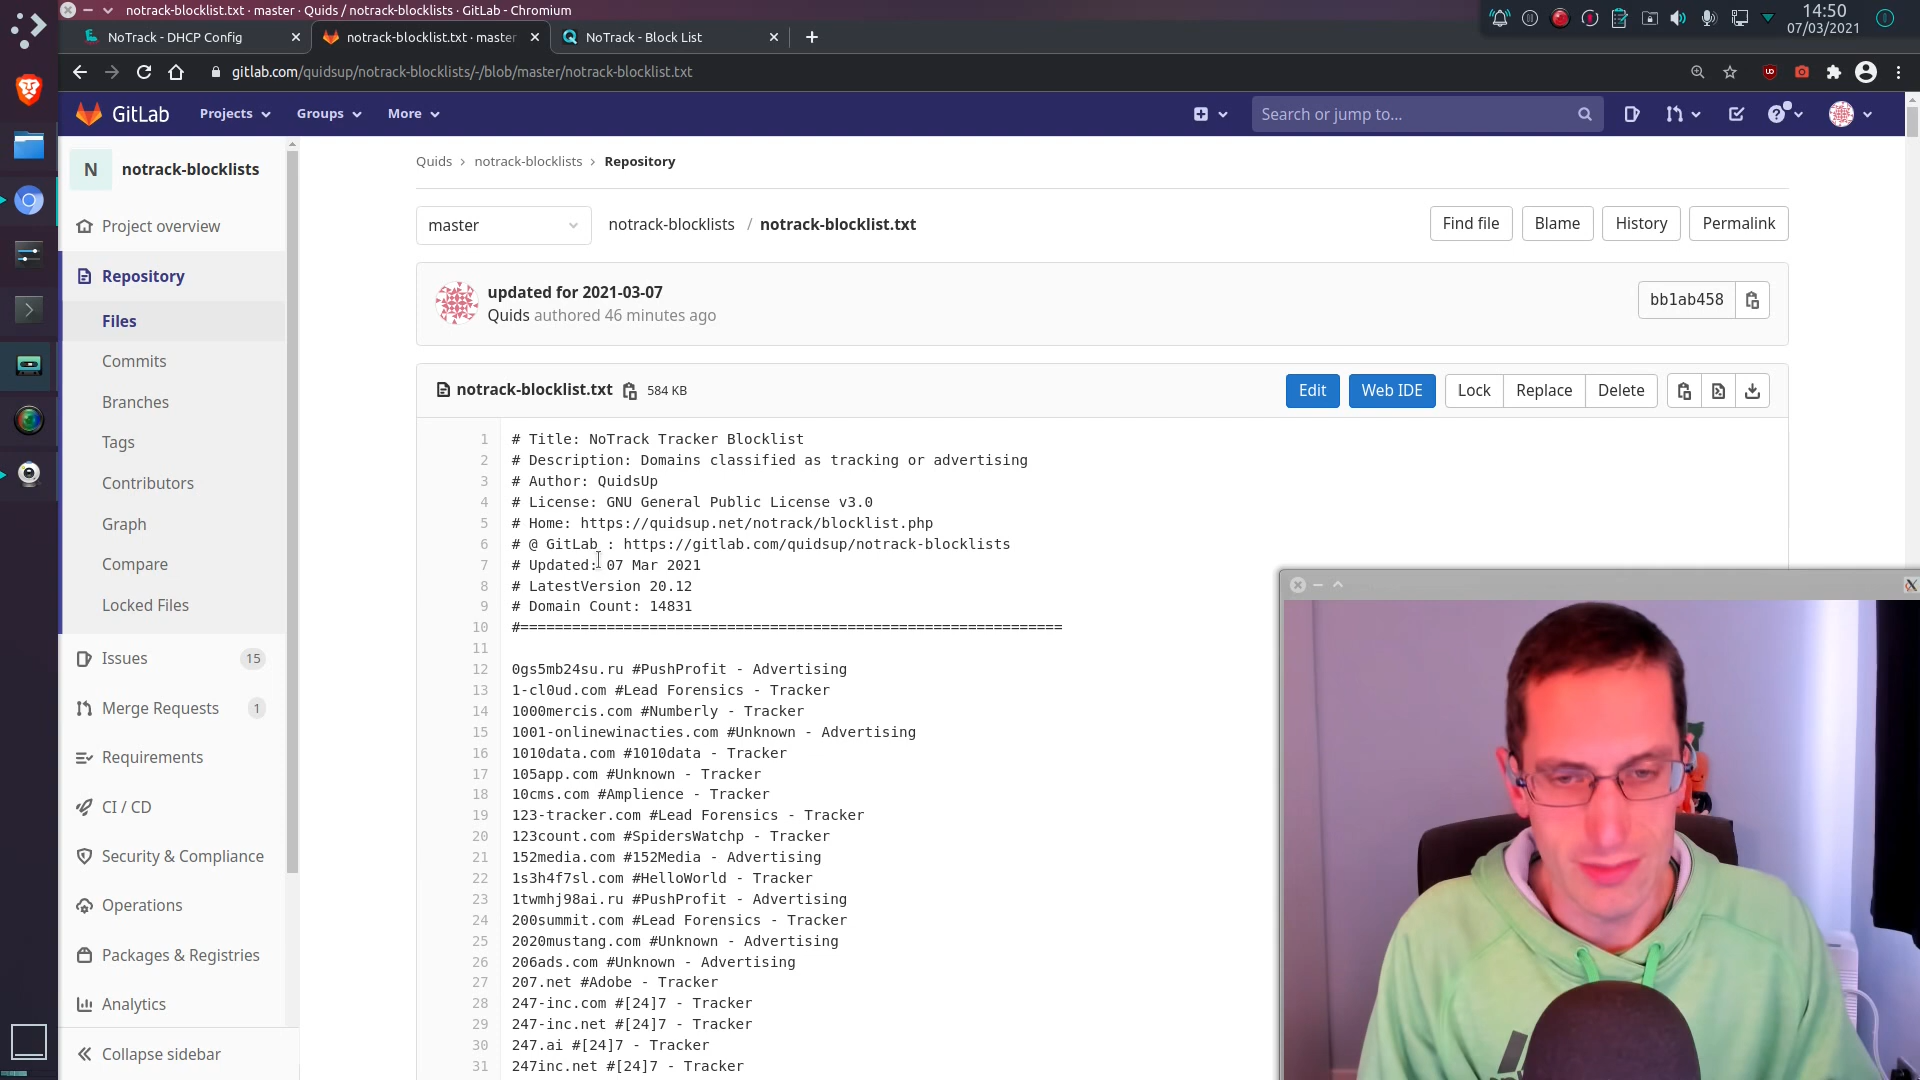 notrack-blocklist.txt · master · Quids / notrack-blocklists · GitLab - Chromium
14:50
07/03/2021
NoTrack - DHCP Config
notrack-blocklist.txt · master
NoTrack - Block List
gitlab.com/quidsup/notrack-blocklists/-/blob/master/notrack-blocklist.txt
GitLab Projects Groups More
Search or jump to...
N notrack-blocklists
Project overview
Repository
Files
Commits
Branches
Tags
Contributors
Graph
Compare
Locked Files
Issues 15
Merge Requests 1
Requirements
CI / CD
Security & Compliance
Operations
Packages & Registries
Analytics
Collapse sidebar
Quids › notrack-blocklists › Repository
master
notrack-blocklists / notrack-blocklist.txt
Find file Blame History Permalink
updated for 2021-03-07
Quids authored 46 minutes ago
bb1ab458
notrack-blocklist.txt 584 KB
Edit Web IDE Lock Replace Delete
1 # Title: NoTrack Tracker Blocklist
2 # Description: Domains classified as tracking or advertising
3 # Author: QuidsUp
4 # License: GNU General Public License v3.0
5 # Home: https://quidsup.net/notrack/blocklist.php
6 # @ GitLab : https://gitlab.com/quidsup/notrack-blocklists
7 # Updated: 07 Mar 2021
8 # LatestVersion 20.12
9 # Domain Count: 14831
10 #===============================================================
11
12 0gs5mb24su.ru #PushProfit - Advertising
13 1-cl0ud.com #Lead Forensics - Tracker
14 1000mercis.com #Numberly - Tracker
15 1001-onlinewinacties.com #Unknown - Advertising
16 1010data.com #1010data - Tracker
17 105app.com #Unknown - Tracker
18 10cms.com #Amplience - Tracker
19 123-tracker.com #Lead Forensics - Tracker
20 123count.com #SpidersWatchp - Tracker
21 152media.com #152Media - Advertising
22 1s3h4f7sl.com #HelloWorld - Tracker
23 1twmhj98ai.ru #PushProfit - Advertising
24 200summit.com #Lead Forensics - Tracker
25 2020mustang.com #Unknown - Advertising
26 206ads.com #Unknown - Advertising
27 207.net #Adobe - Tracker
28 247-inc.com #[24]7 - Tracker
29 247-inc.net #[24]7 - Tracker
30 247.ai #[24]7 - Tracker
31 247inc.net #[24]7 - Tracker